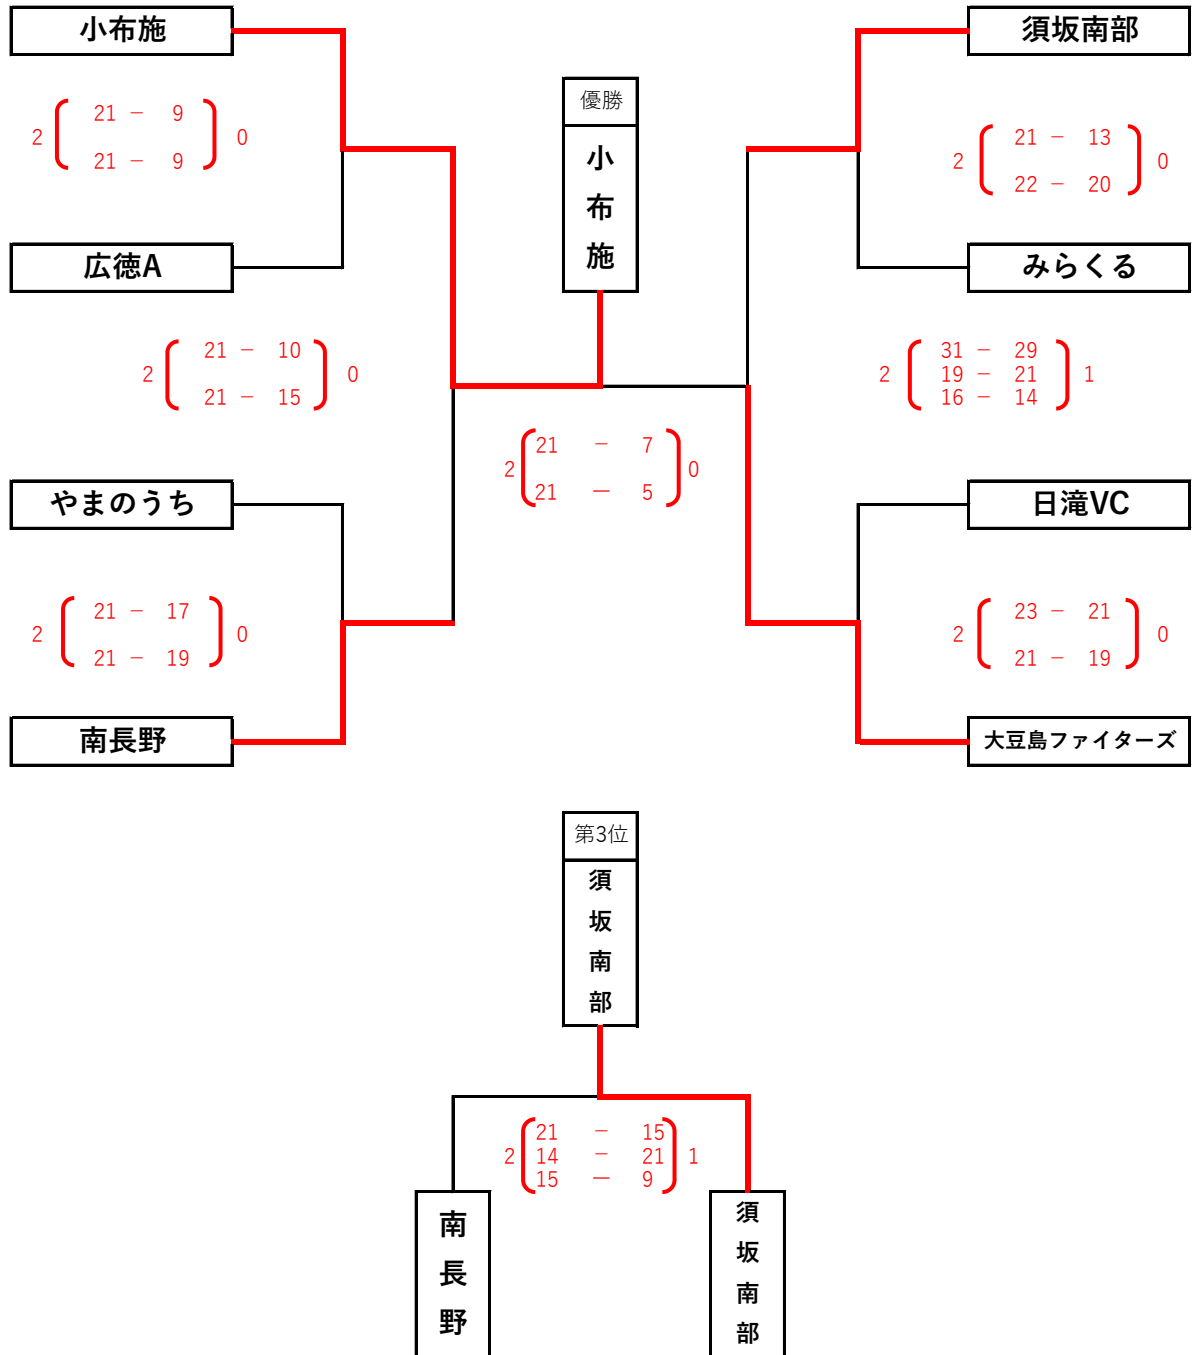 小布施
須坂南部
優勝
小布施
2 21 － 9 0
21 － 9
2 21 － 13 0
22 － 20
広徳A
みらくる
2 21 － 10 0
21 － 15
2 31 － 29 1
19 － 21
16 － 14
2 21 － 7 0
21 － 5
やまのうち
日滝VC
2 21 － 17 0
21 － 19
2 23 － 21 0
21 － 19
南長野
大豆島ファイターズ
第3位
須坂南部
2 21 － 15 1
14 － 21
15 － 9
南長野
須坂南部